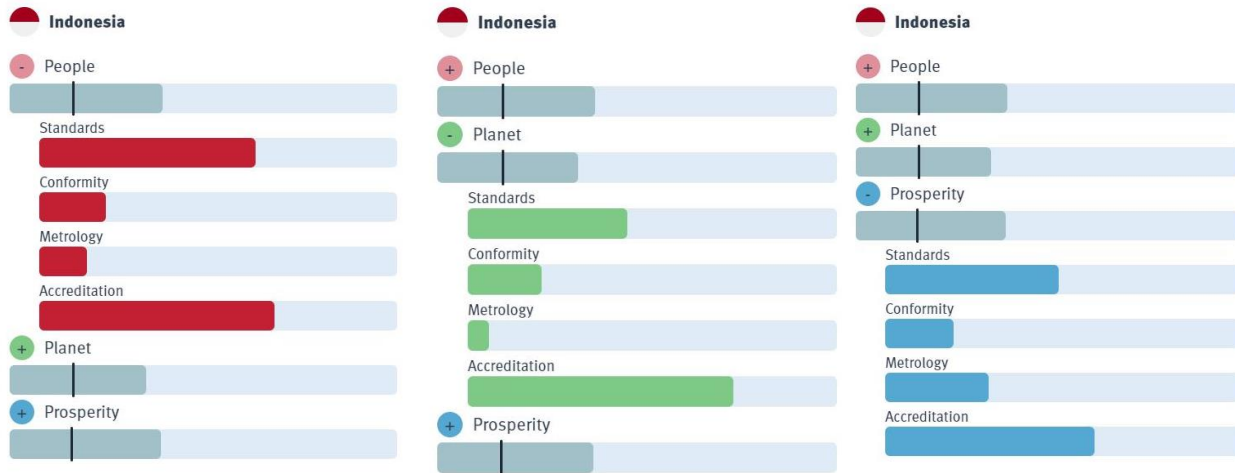 Indonesia
- People
Standards
Conformity
Metrology
Accreditation
+ Planet
+ Prosperity
Indonesia
+ People
- Planet
Standards
Conformity
Metrology
Accreditation
+ Prosperity
Indonesia
+ People
+ Planet
- Prosperity
Standards
Conformity
Metrology
Accreditation